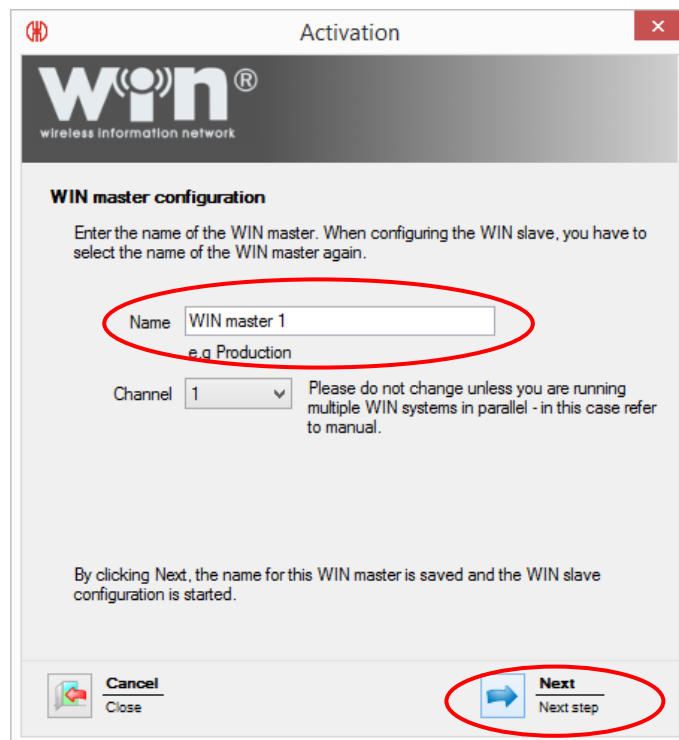 Activation
win®
wireless information network
WIN master configuration
Enter the name of the WIN master. When configuring the WIN slave, you have to
select the name of the WIN master again.
Name WIN master 1
e.g Production
Channel 1 Please do not change unless you are running
multiple WIN systems in parallel - in this case refer
to manual.
By clicking Next, the name for this WIN master is saved and the WIN slave
configuration is started.
Cancel
Close
Next
Next step